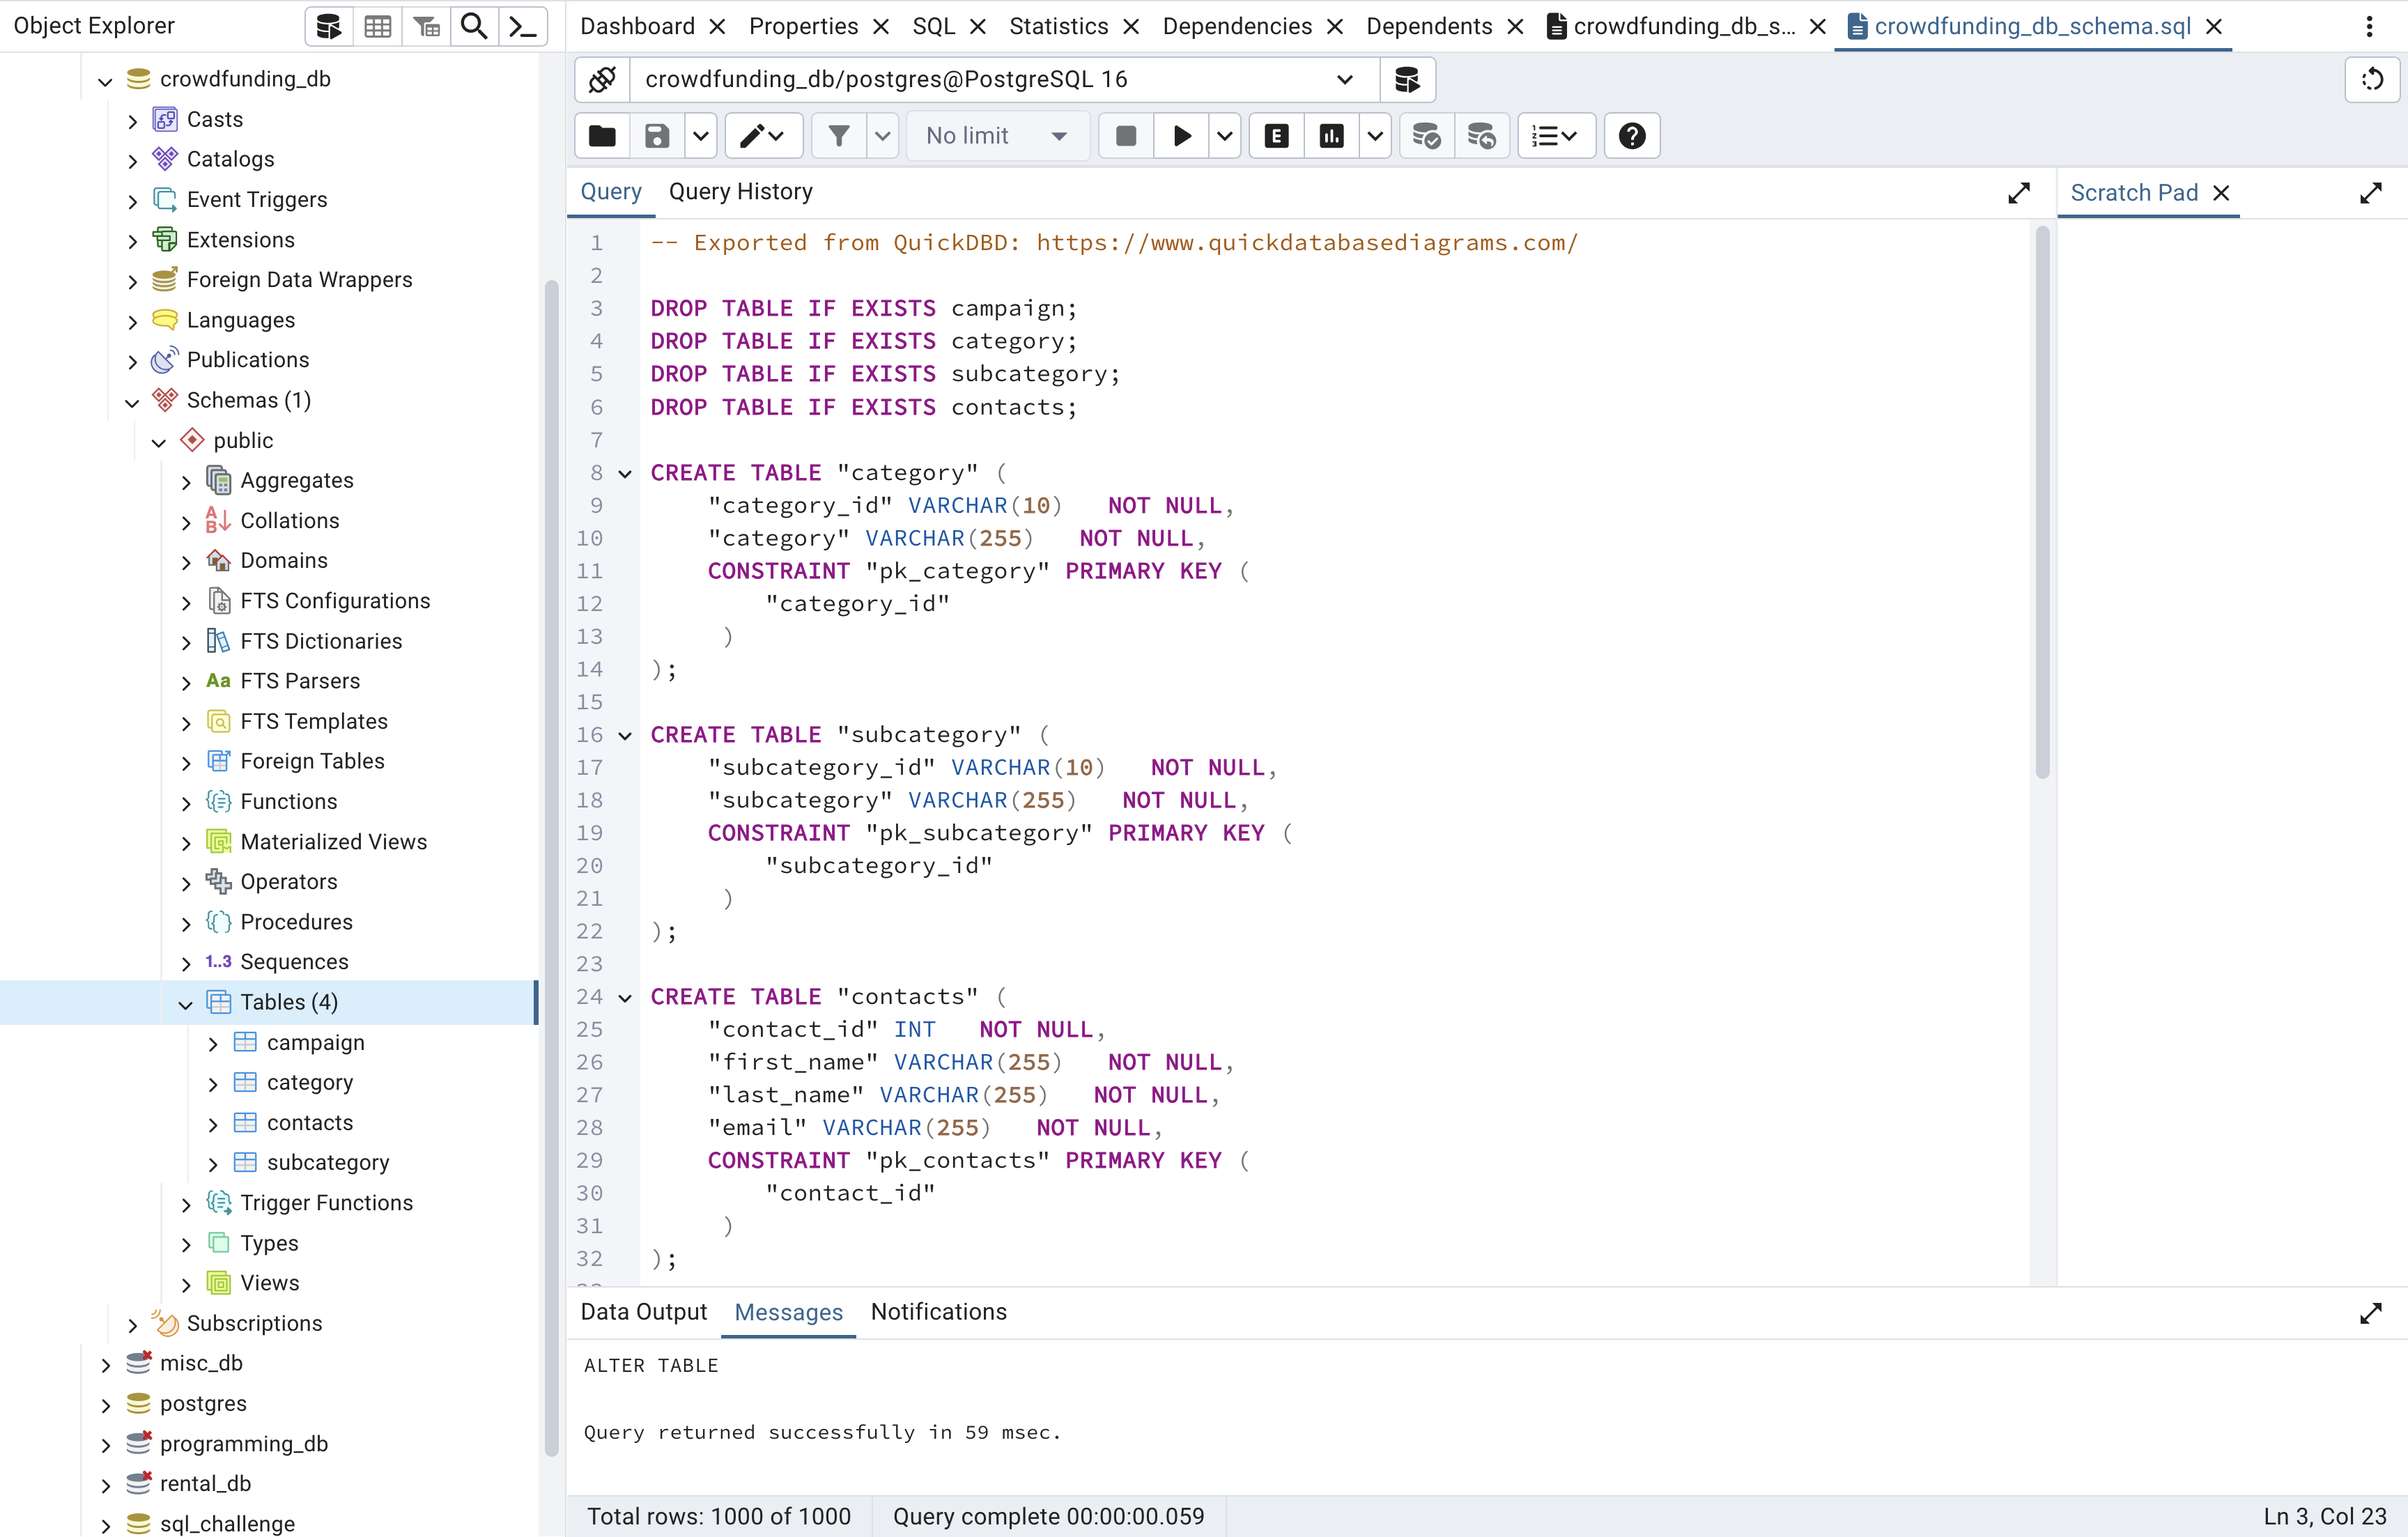 Object Explorer
crowdfunding_db
Casts
Catalogs
Event Triggers
Extensions
Foreign Data Wrappers
Languages
Publications
Schemas (1)
public
Aggregates
Collations
Domains
FTS Configurations
FTS Dictionaries
Aa FTS Parsers
FTS Templates
Foreign Tables
Functions
Materialized Views
Operators
Procedures
1..3 Sequences
Tables (4)
campaign
category
contacts
subcategory
Trigger Functions
Types
Views
Subscriptions
misc_db
postgres
programming_db
rental_db
sql_challenge
Dashboard Properties SQL Statistics Dependencies Dependents crowdfunding_db_s... crowdfunding_db_schema.sql
crowdfunding_db/postgres@PostgreSQL 16
No limit E
Query Query History Scratch Pad
1 -- Exported from QuickDBD: https://www.quickdatabasediagrams.com/
2
3 DROP TABLE IF EXISTS campaign;
4 DROP TABLE IF EXISTS category;
5 DROP TABLE IF EXISTS subcategory;
6 DROP TABLE IF EXISTS contacts;
7
8 CREATE TABLE "category" (
9 "category_id" VARCHAR(10) NOT NULL,
10 "category" VARCHAR(255) NOT NULL,
11 CONSTRAINT "pk_category" PRIMARY KEY (
12 "category_id"
13 )
14 );
15
16 CREATE TABLE "subcategory" (
17 "subcategory_id" VARCHAR(10) NOT NULL,
18 "subcategory" VARCHAR(255) NOT NULL,
19 CONSTRAINT "pk_subcategory" PRIMARY KEY (
20 "subcategory_id"
21 )
22 );
23
24 CREATE TABLE "contacts" (
25 "contact_id" INT NOT NULL,
26 "first_name" VARCHAR(255) NOT NULL,
27 "last_name" VARCHAR(255) NOT NULL,
28 "email" VARCHAR(255) NOT NULL,
29 CONSTRAINT "pk_contacts" PRIMARY KEY (
30 "contact_id"
31 )
32 );
Data Output Messages Notifications
ALTER TABLE
Query returned successfully in 59 msec.
Total rows: 1000 of 1000 Query complete 00:00:00.059 Ln 3, Col 23